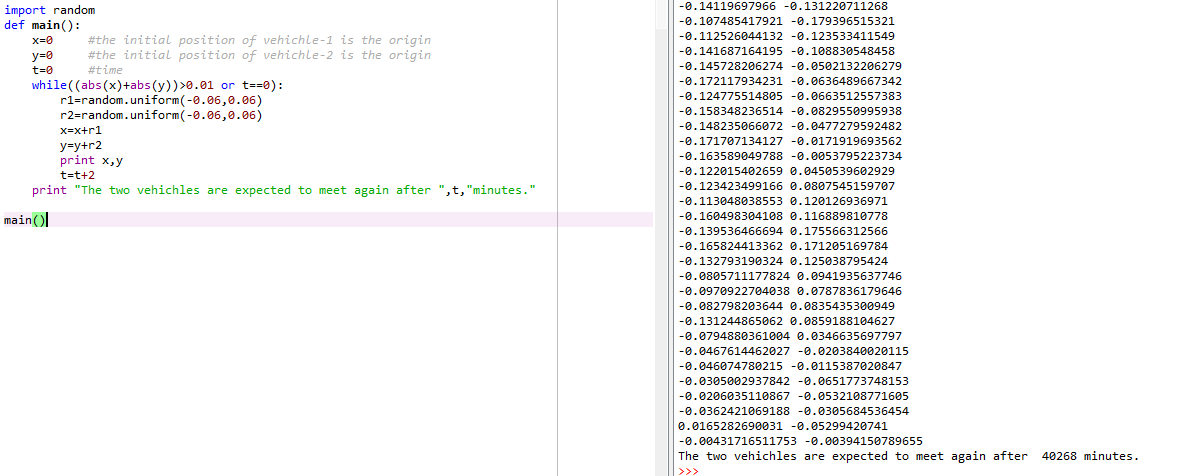 import random
def main():
x=0 #the initial position of vehichle-1 is the origin
y=0 #the initial position of vehichle-2 is the origin
t=0 #time
while((abs(x)+abs(y))>0.01 or t==0):
r1=random.uniform(-0.06,0.06)
r2=random.uniform(-0.06,0.06)
x=x+r1
y=y+r2
print x,y
t=t+2
print "The two vehichles are expected to meet again after ",t,"minutes."
main()
-0.14119697966 -0.131220711268
-0.107485417921 -0.179396515321
-0.112526044132 -0.123533411549
-0.141687164195 -0.108830548458
-0.145728206274 -0.0502132206279
-0.172117934231 -0.0636489667342
-0.124775514805 -0.0663512557383
-0.158348236514 -0.0829550995938
-0.148235066072 -0.0477279592482
-0.171707134127 -0.0171919693562
-0.163589049788 -0.0053795223734
-0.122015402659 0.0450539602929
-0.123423499166 0.0807545159707
-0.113048038553 0.120126936971
-0.160498304108 0.116889810778
-0.139536466694 0.175566312566
-0.165824413362 0.171205169784
-0.132793190324 0.125038795424
-0.0805711177824 0.0941935637746
-0.0970922704038 0.0787836179646
-0.082798203644 0.0835435300949
-0.131244865062 0.0859188104627
-0.0794880361004 0.0346635697797
-0.0467614462027 -0.0203840020115
-0.046074780215 -0.0115387020847
-0.0305002937842 -0.0651773748153
-0.0206035110867 -0.0532108771605
-0.0362421069188 -0.0305684536454
0.0165282690031 -0.05299420741
-0.00431716511753 -0.00394150789655
The two vehichles are expected to meet again after  40268 minutes.
>>>